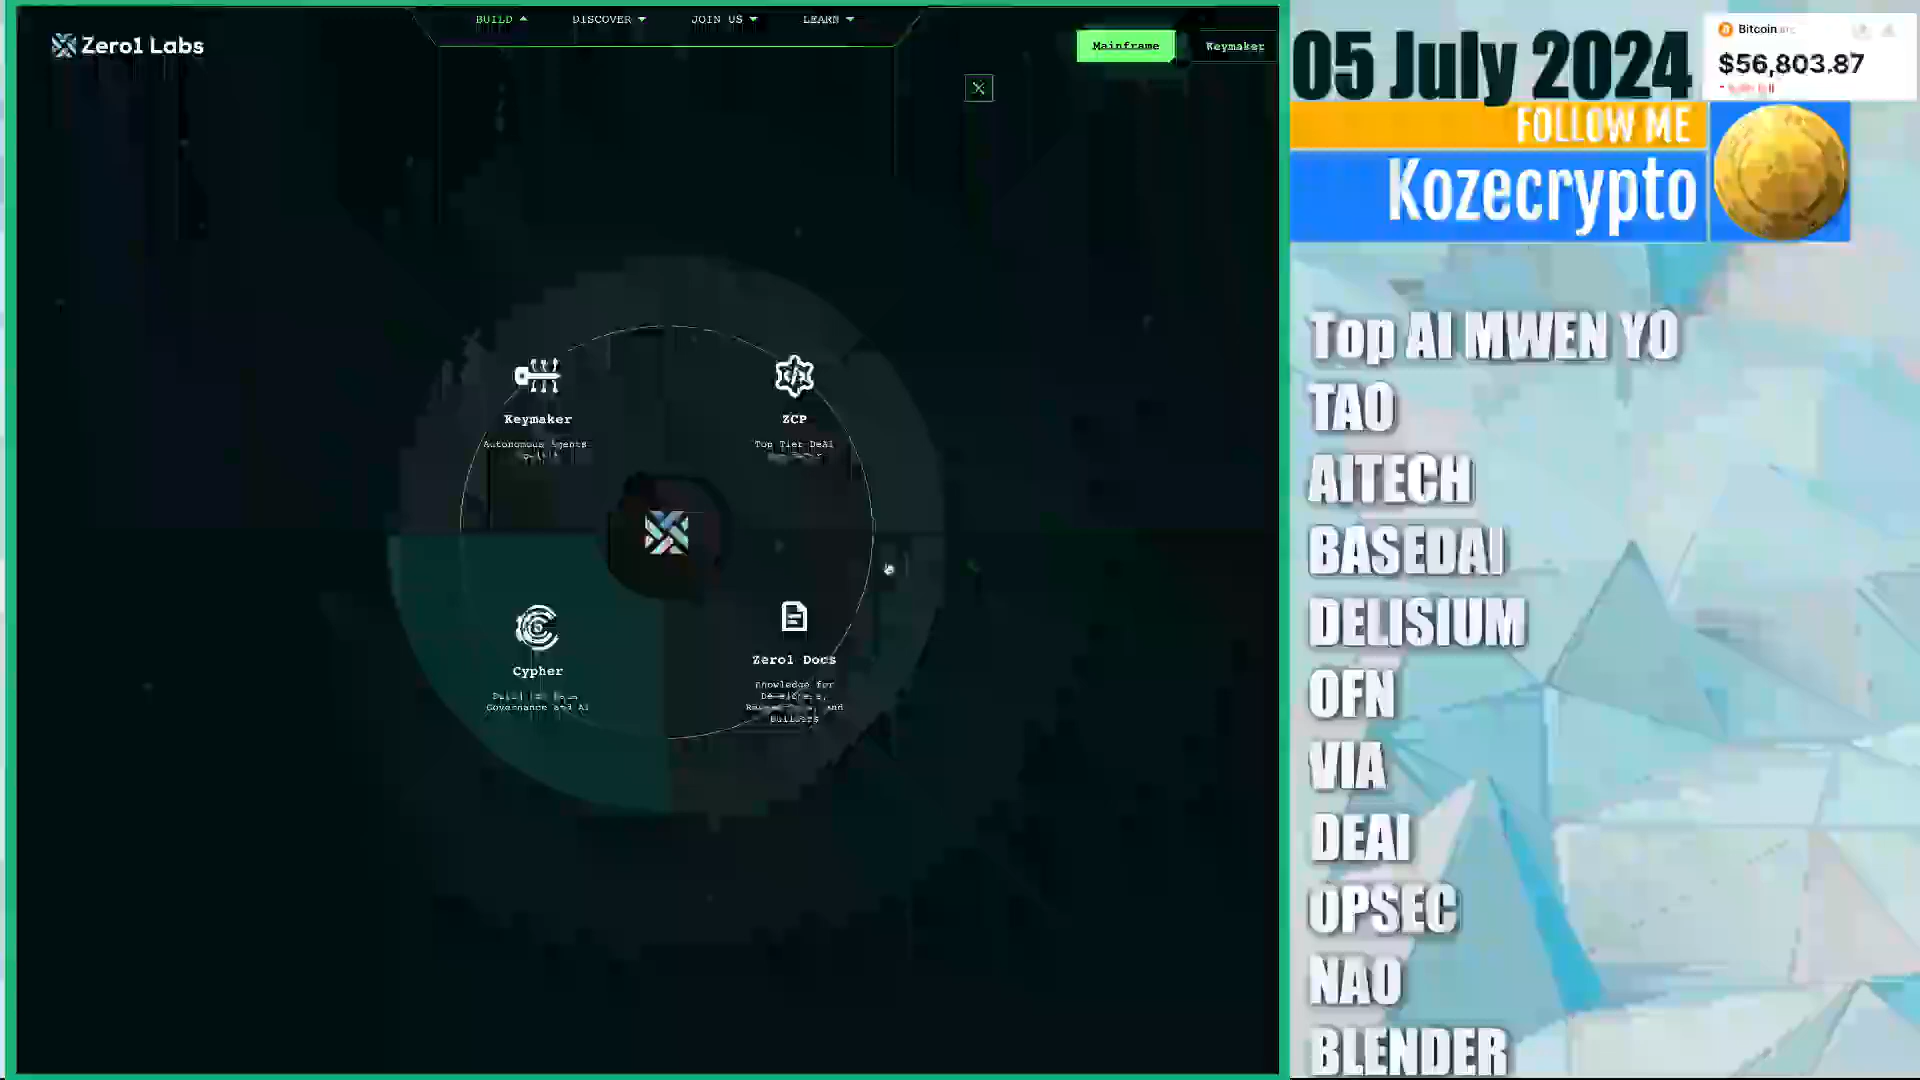 BUILD
DISCOVER
JOIN US
LEARN
Zero1 Labs
Mainframe
Keymaker
Keymaker
Autonomous Agents
ZCP
Top Tier DeAI
Cypher
Governance and AI
Zero1 Docs
Knowledge for
and
Builders
05 July 2024
Bitcoin
$56,803.87
FOLLOW ME
Kozecrypto
Top AI MWEN YO
TAO
AITECH
BASEDAI
DELISIUM
OFN
VIA
DEAI
OPSEC
NAO
BLENDER